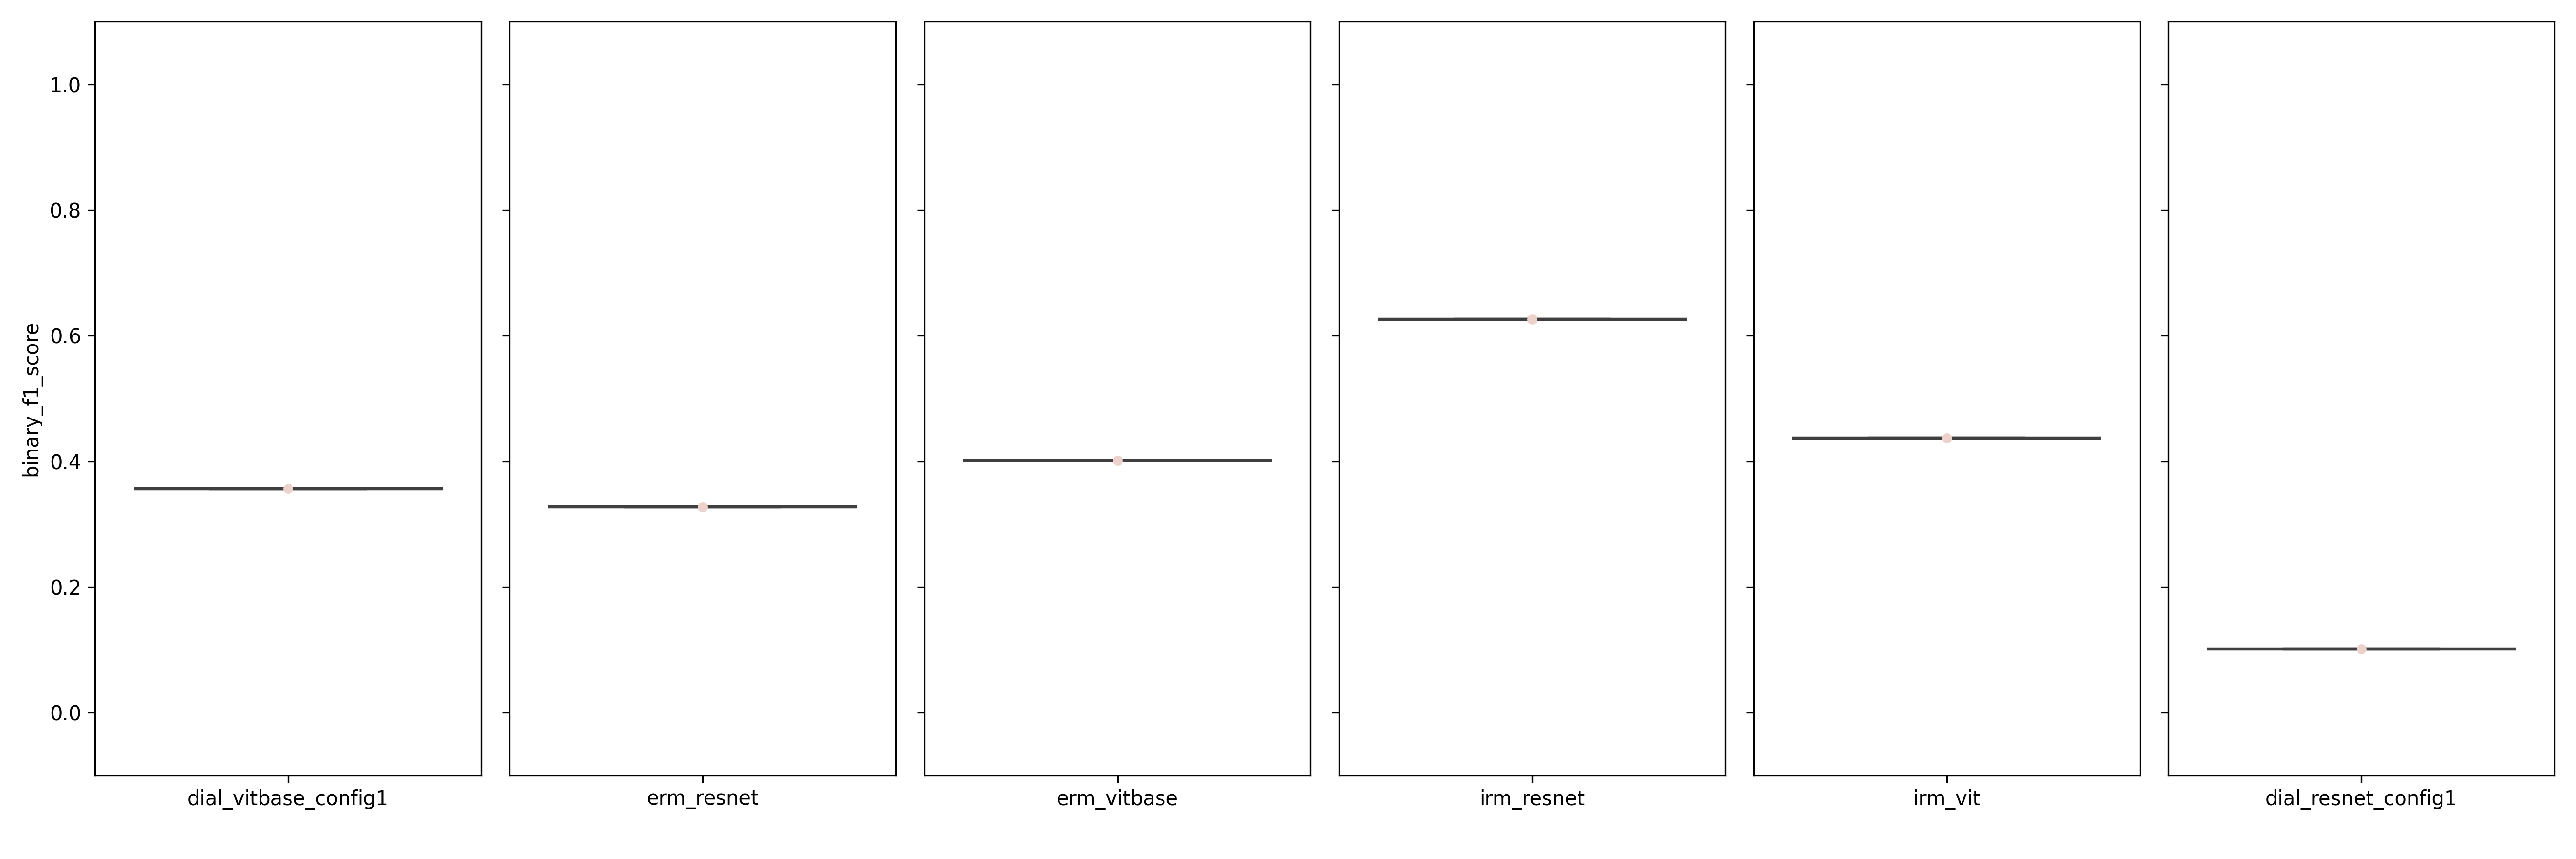 binary_f1_score
1.0
0.8
0.6
0.4
0.2
0.0
dial_vitbase_config1
erm_resnet
erm_vitbase
irm_resnet
irm_vit
dial_resnet_config1